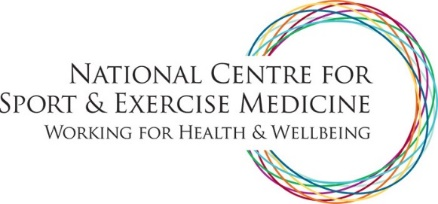 NATIONAL CENTRE FOR
SPORT & EXERCISE MEDICINE
WORKING FOR HEALTH & WELLBEING